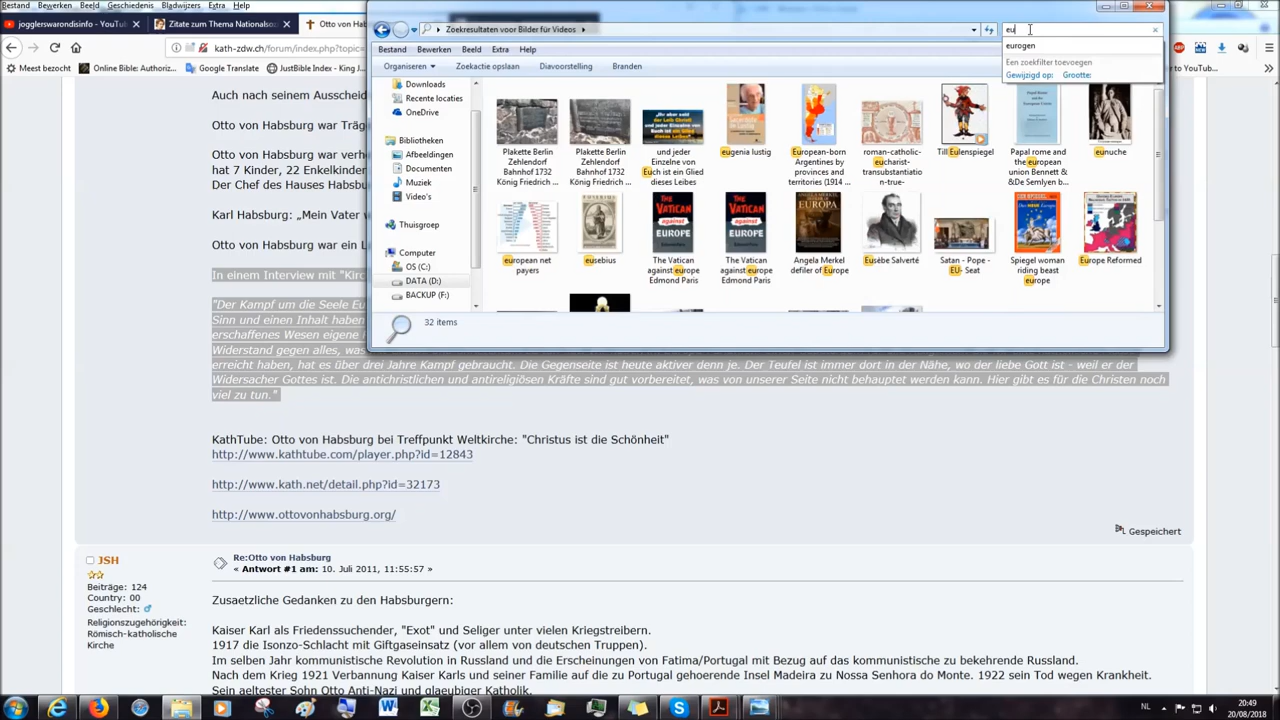 Bestand Bewerken Beeld Geschiedenis Bladwijzers Extra Help
jogglerswarondisinfo - YouTu
Zitate zum Thema Nationalsoz
Otto von Ha
kath-zdw.ch/forum/index.php?topic=
Meest bezocht
Online Bible: Author...
Google Translate
JustBible Index - King J...
to YouTub...
Zoekresultaten voor Bilder für Videos
eu
eurogen
Een zoekfilter toevoegen
Gewijzigd op: Grootte:
Bestand Bewerken Beeld Extra Help
Organiseren Zoekactie opslaan Diavoorstelling Branden
Downloads
Recente locaties
OneDrive
Bibliotheken
Afbeeldingen
Documenten
Muziek
Video's
Thuisgroep
Computer
OS (C:)
DATA (D:)
BACKUP (F:)
Plakette Berlin Zehlendorf Bahnhof 1732 König Friedrich ...
Plakette Berlin Zehlendorf Bahnhof 1732 König Friedrich ...
und jeder Einzelne von Euch ist ein Glied dieses Leibes
eugenia lustig
European-born Argentines by provinces and territories (1914 ...
roman-catholic-eucharist-transubstantiation-true-
Till Eulenspiegel
Papal rome and the european union Bennett & &De Semlyen b...
eunuche
european net payers
eusebius
The Vatican against europe Edmond Paris
The Vatican against europe Edmond Paris
Angela Merkel defiler of Europe
Eusèbe Salverté
Satan - Pope - EU- Seat
Spiegel woman riding beast europe
Europe Reformed
32 items
Auch nach seinem Ausscheid
Otto von Habsburg war Träg
Otto von Habsburg war verhe
hat 7 Kinder, 22 Enkelkinder
Der Chef des Hauses Habsbu
Karl Habsburg: „Mein Vater w
Otto von Habsburg war ein L
In einem Interview mit "Kirc
"Der Kampf um die Seele Eu
Sinn und einen Inhalt haben
erschaffenes Wesen eigene
Widerstand gegen alles, was
erreicht haben, hat es über drei Jahre Kampf gebraucht. Die Gegenseite ist heute aktiver denn je. Der Teufel ist immer dort in der Nähe, wo der liebe Gott ist - weil er der
Widersacher Gottes ist. Die antichristlichen und antireligiösen Kräfte sind gut vorbereitet, was von unserer Seite nicht behauptet werden kann. Hier gibt es für die Christen noch
viel zu tun."
KathTube: Otto von Habsburg bei Treffpunkt Weltkirche: "Christus ist die Schönheit"
http://www.kathtube.com/player.php?id=12843
http://www.kath.net/detail.php?id=32173
http://www.ottovonhabsburg.org/
Gespeichert
JSH
Beiträge: 124
Country: 00
Geschlecht:
Religionszugehörigkeit:
Römisch-katholische
Kirche
Re:Otto von Habsburg
« Antwort #1 am: 10. Juli 2011, 11:55:57 »
Zusaetzliche Gedanken zu den Habsburgern:
Kaiser Karl als Friedenssuchender, "Exot" und Seliger unter vielen Kriegstreibern.
1917 die Isonzo-Schlacht mit Giftgaseinsatz (vor allem von deutschen Truppen).
Im selben Jahr kommunistische Revolution in Russland und die Erscheinungen von Fatima/Portugal mit Bezug auf das kommunistische zu bekehrende Russland.
Nach dem Krieg 1921 Verbannung Kaiser Karls und seiner Familie auf die zu Portugal gehoerende Insel Madeira zu Nossa Senhora do Monte. 1922 sein Tod wegen Krankheit.
Sein aeltester Sohn Otto Anti-Nazi und glaeubiger Katholik.
NL
20:49
20/08/2018